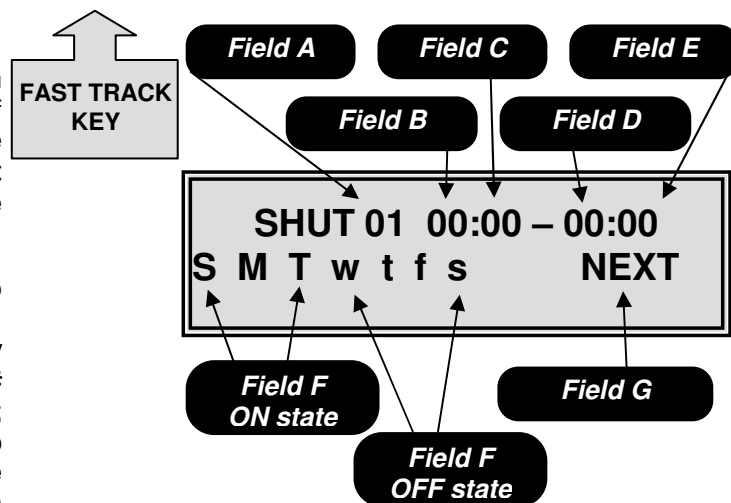 FAST TRACK
KEY
Field A
Field C
Field E
Field B
Field D
SHUT 01 00:00 – 00:00
S M T w t f s NEXT
Field F
ON state
Field G
Field F
OFF state